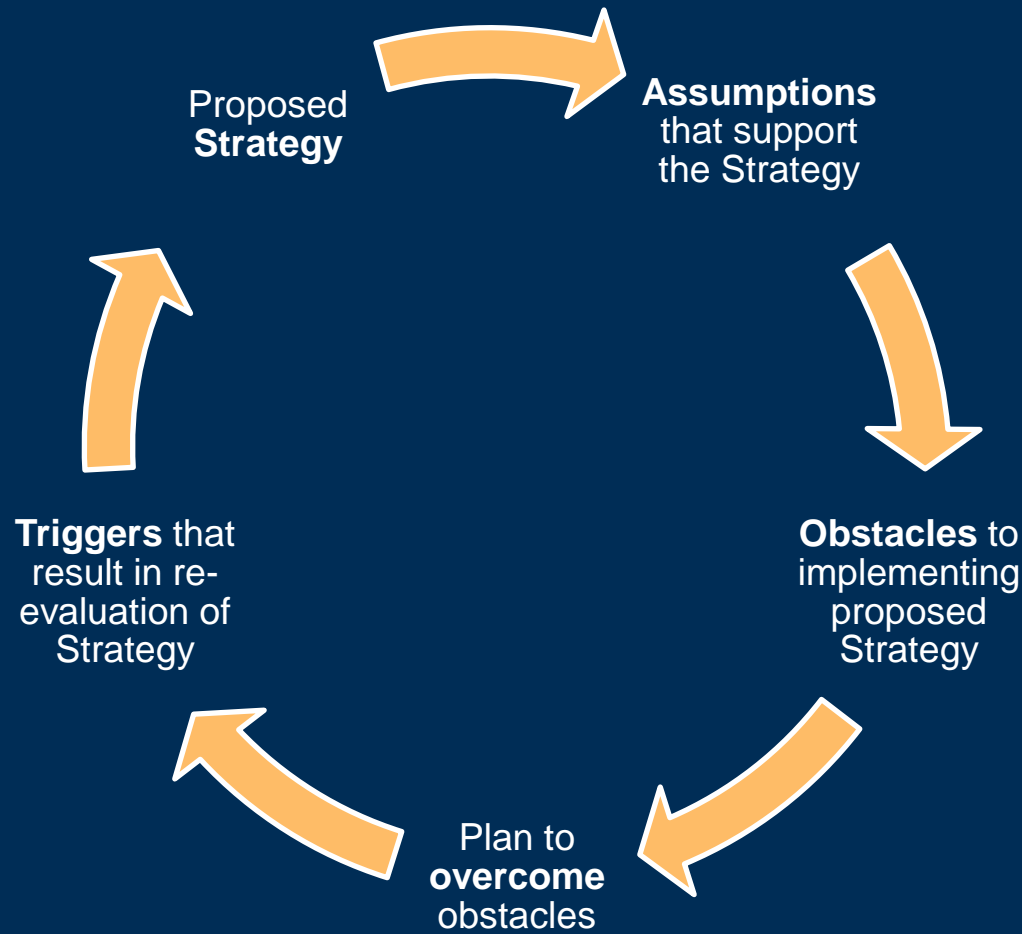 Proposed
Strategy
Assumptions
that support
the Strategy
Obstacles to
implementing
proposed
Strategy
Plan to
overcome
obstacles
Triggers that
result in re-
evaluation of
Strategy